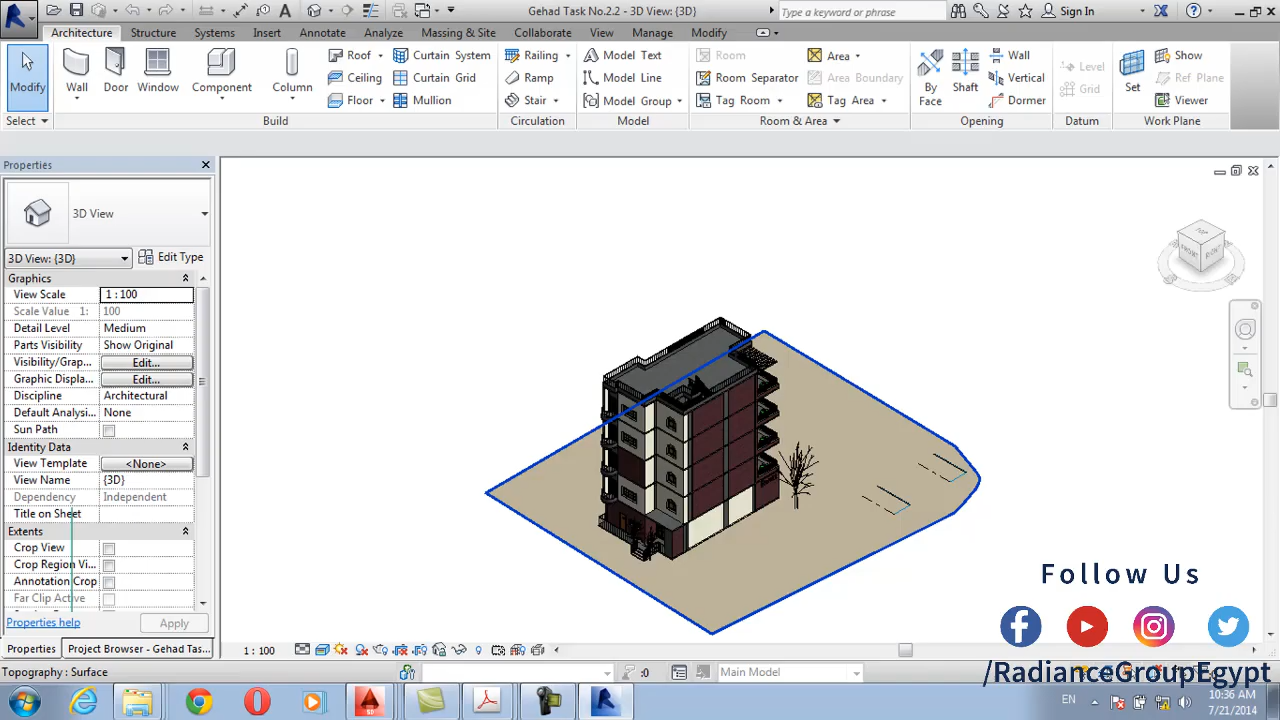 Gehad Task No.2.2 - 3D View: {3D}
Type a keyword or phrase
Sign In
Architecture
Structure
Systems
Insert
Annotate
Analyze
Massing & Site
Collaborate
View
Manage
Modify
Modify
Wall
Door
Window
Component
Column
Roof
Ceiling
Floor
Curtain System
Curtain Grid
Mullion
Railing
Ramp
Stair
Model Text
Model Line
Model Group
Room
Room Separator
Tag Room
Area
Area Boundary
Tag Area
By
Face
Shaft
Wall
Vertical
Dormer
Level
Grid
Set
Show
Ref Plane
Viewer
Select
Build
Circulation
Model
Room & Area
Opening
Datum
Work Plane
Properties
3D View
3D View: {3D}
Edit Type
Graphics
View Scale
1 : 100
Scale Value 1:
100
Detail Level
Medium
Parts Visibility
Show Original
Visibility/Grap...
Edit...
Graphic Displa...
Edit...
Discipline
Architectural
Default Analysi...
None
Sun Path
Identity Data
View Template
<None>
View Name
{3D}
Dependency
Independent
Title on Sheet
Extents
Crop View
Crop Region Vi...
Annotation Crop
Far Clip Active
Properties help
Apply
Properties
Project Browser - Gehad Tas...
1 : 100
Topography : Surface
:0
Main Model
TOP
FRONT
RIGHT
Follow Us
/RadianceGroupEgypt
EN
10:36 AM
7/21/2014